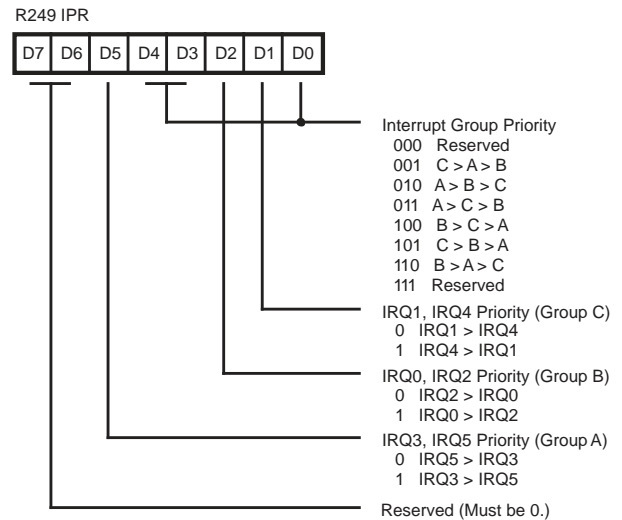 R249 IPR
D7 D6 D5 D4 D3 D2 D1 D0
Interrupt Group Priority
000 Reserved
001 C > A > B
010 A > B > C
011 A > C > B
100 B > C > A
101 C > B > A
110 B > A > C
111 Reserved
IRQ1, IRQ4 Priority (Group C)
0 IRQ1 > IRQ4
1 IRQ4 > IRQ1
IRQ0, IRQ2 Priority (Group B)
0 IRQ2 > IRQ0
1 IRQ0 > IRQ2
IRQ3, IRQ5 Priority (Group A)
0 IRQ5 > IRQ3
1 IRQ3 > IRQ5
Reserved (Must be 0.)